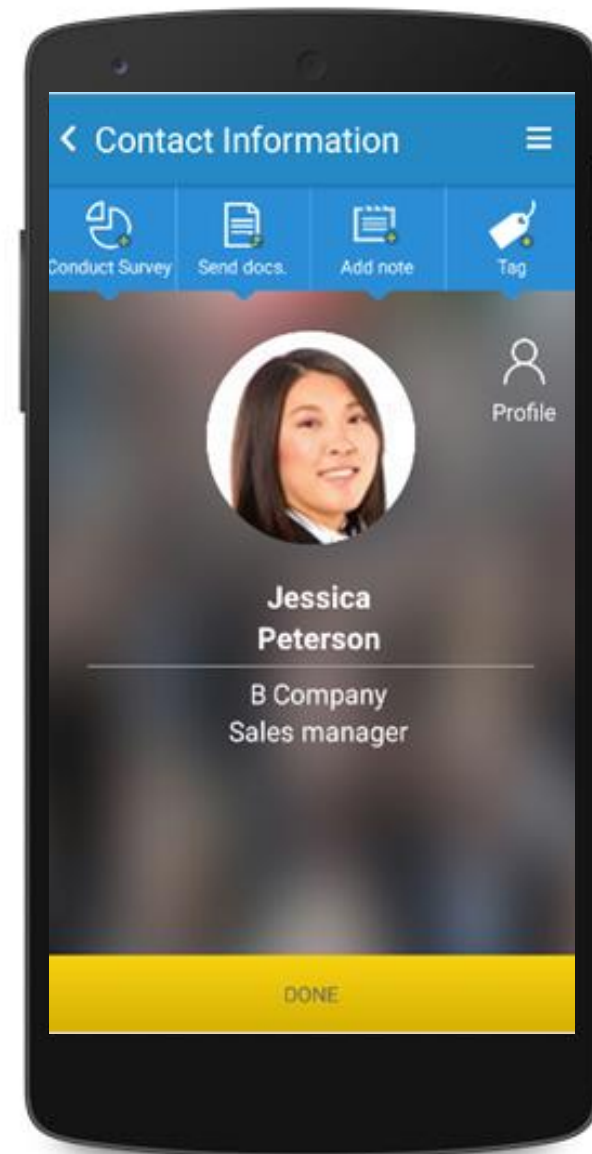 Contact Information
Conduct Survey
Send docs.
Add note
Tag
Profile
Jessica
Peterson
B Company
Sales manager
DONE